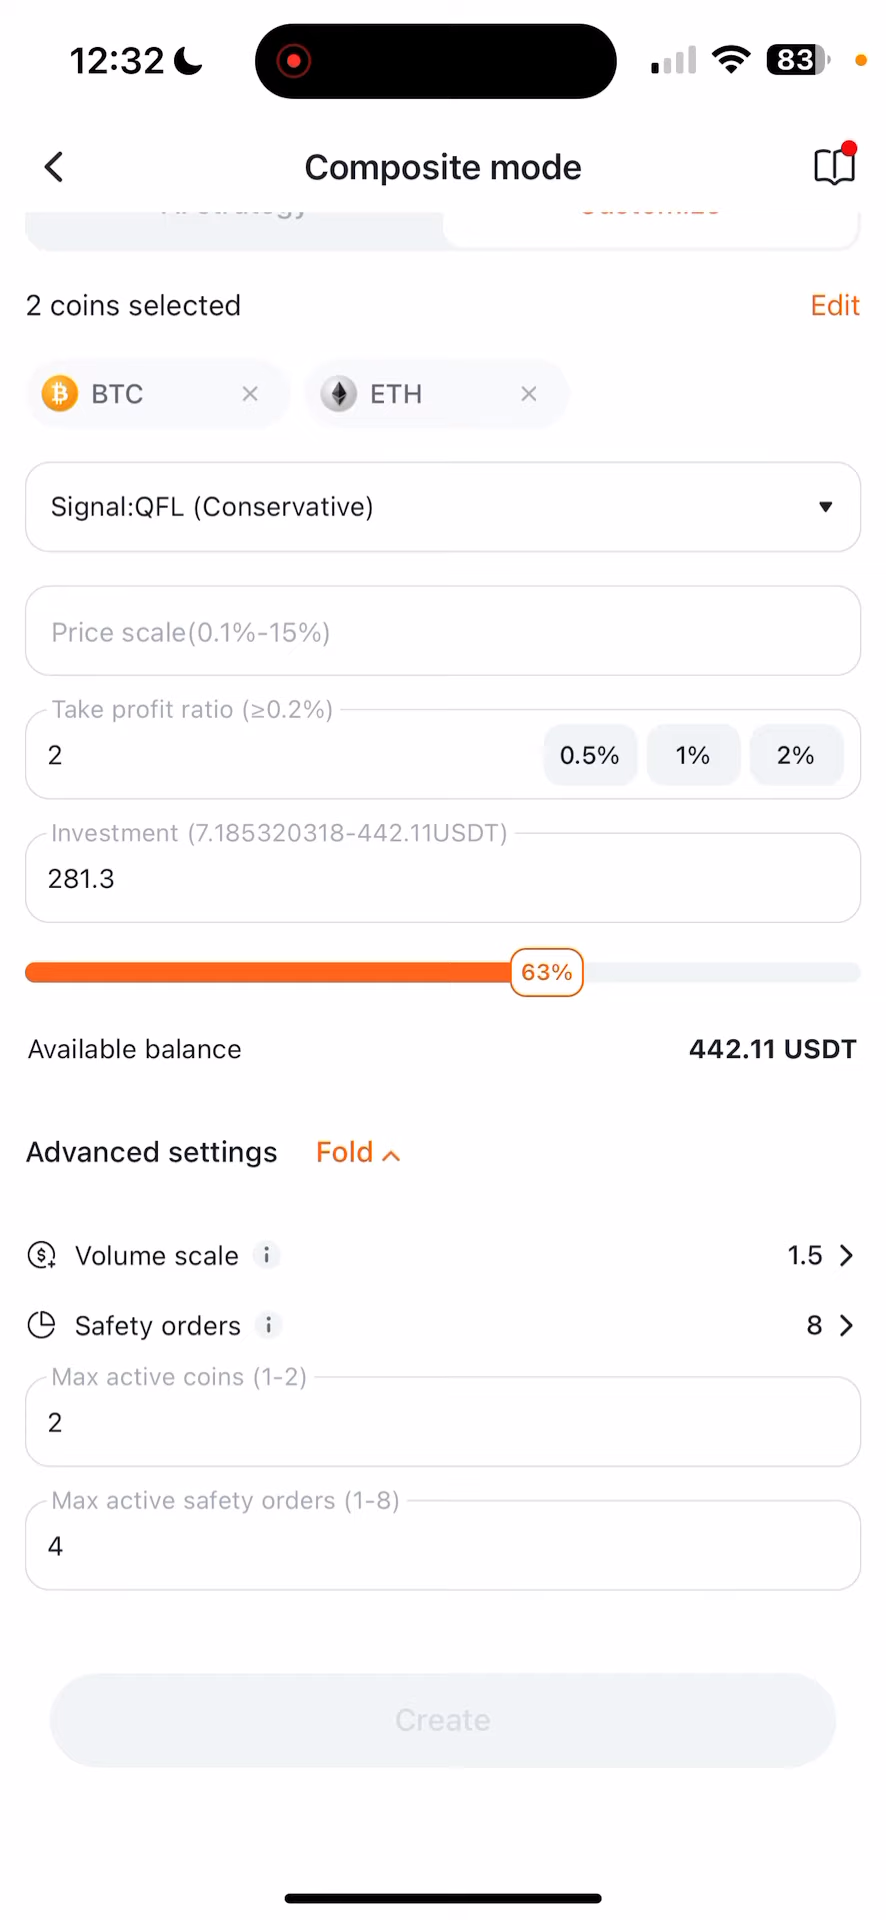 12:32
83
Composite mode
2 coins selected
Edit
BTC
ETH
Signal:QFL (Conservative)
Price scale(0.1%-15%)
Take profit ratio (≥0.2%)
2
0.5%
1%
2%
Investment (7.185320318-442.11USDT)
281.3
63%
Available balance
442.11 USDT
Advanced settings
Fold
Volume scale
1.5
Safety orders
8
Max active coins (1-2)
2
Max active safety orders (1-8)
4
Create